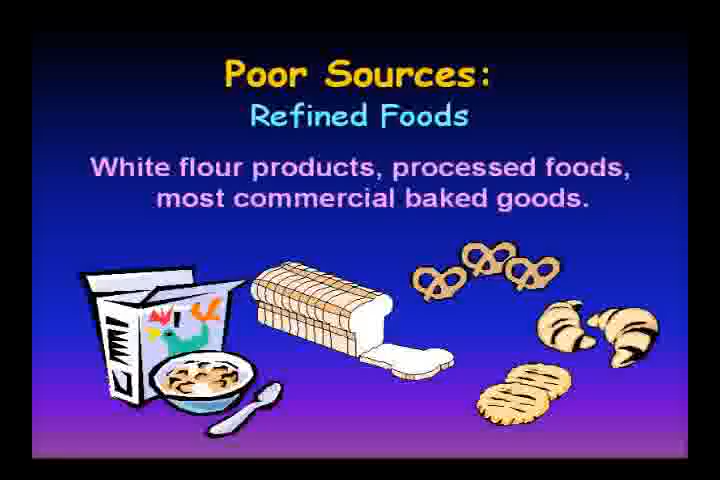 Poor Sources:
Refined Foods
White flour products, processed foods,
most commercial baked goods.